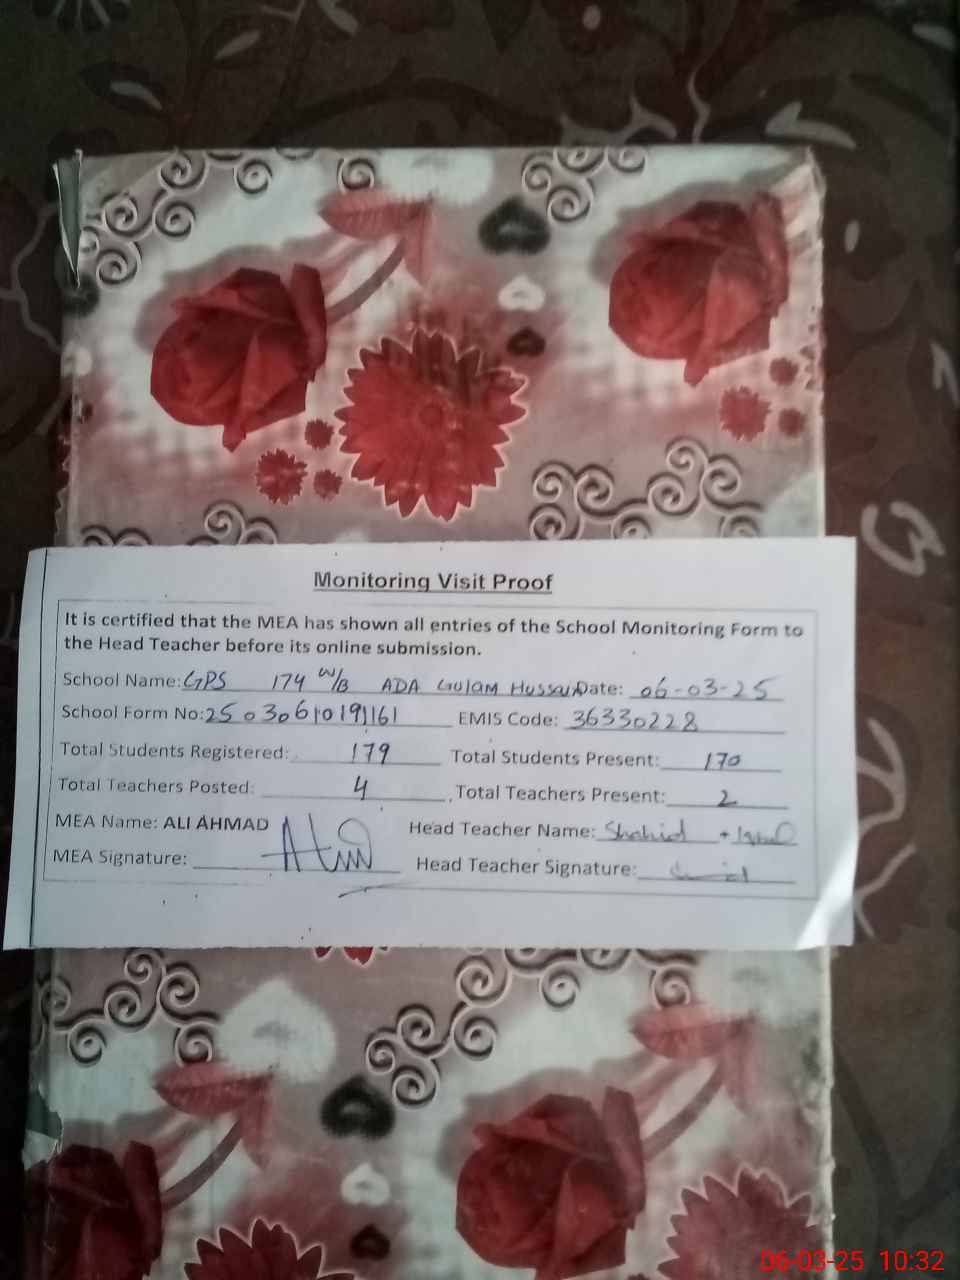 Monitoring Visit Proof
It is certified that the MEA has shown all entries of the School Monitoring Form to
the Head Teacher before its online submission.
School Name: GPS 174 W/B ADA Gulam Hussain Date: 06-03-25
School Form No: 25030610191161 EMIS Code: 36330228
Total Students Registered: 179 Total Students Present: 170
Total Teachers Posted: 4 , Total Teachers Present: 2
MEA Name: ALI AHMAD Head Teacher Name: Shahid Iqbal
MEA Signature: Head Teacher Signature:
06-03-25 10:32